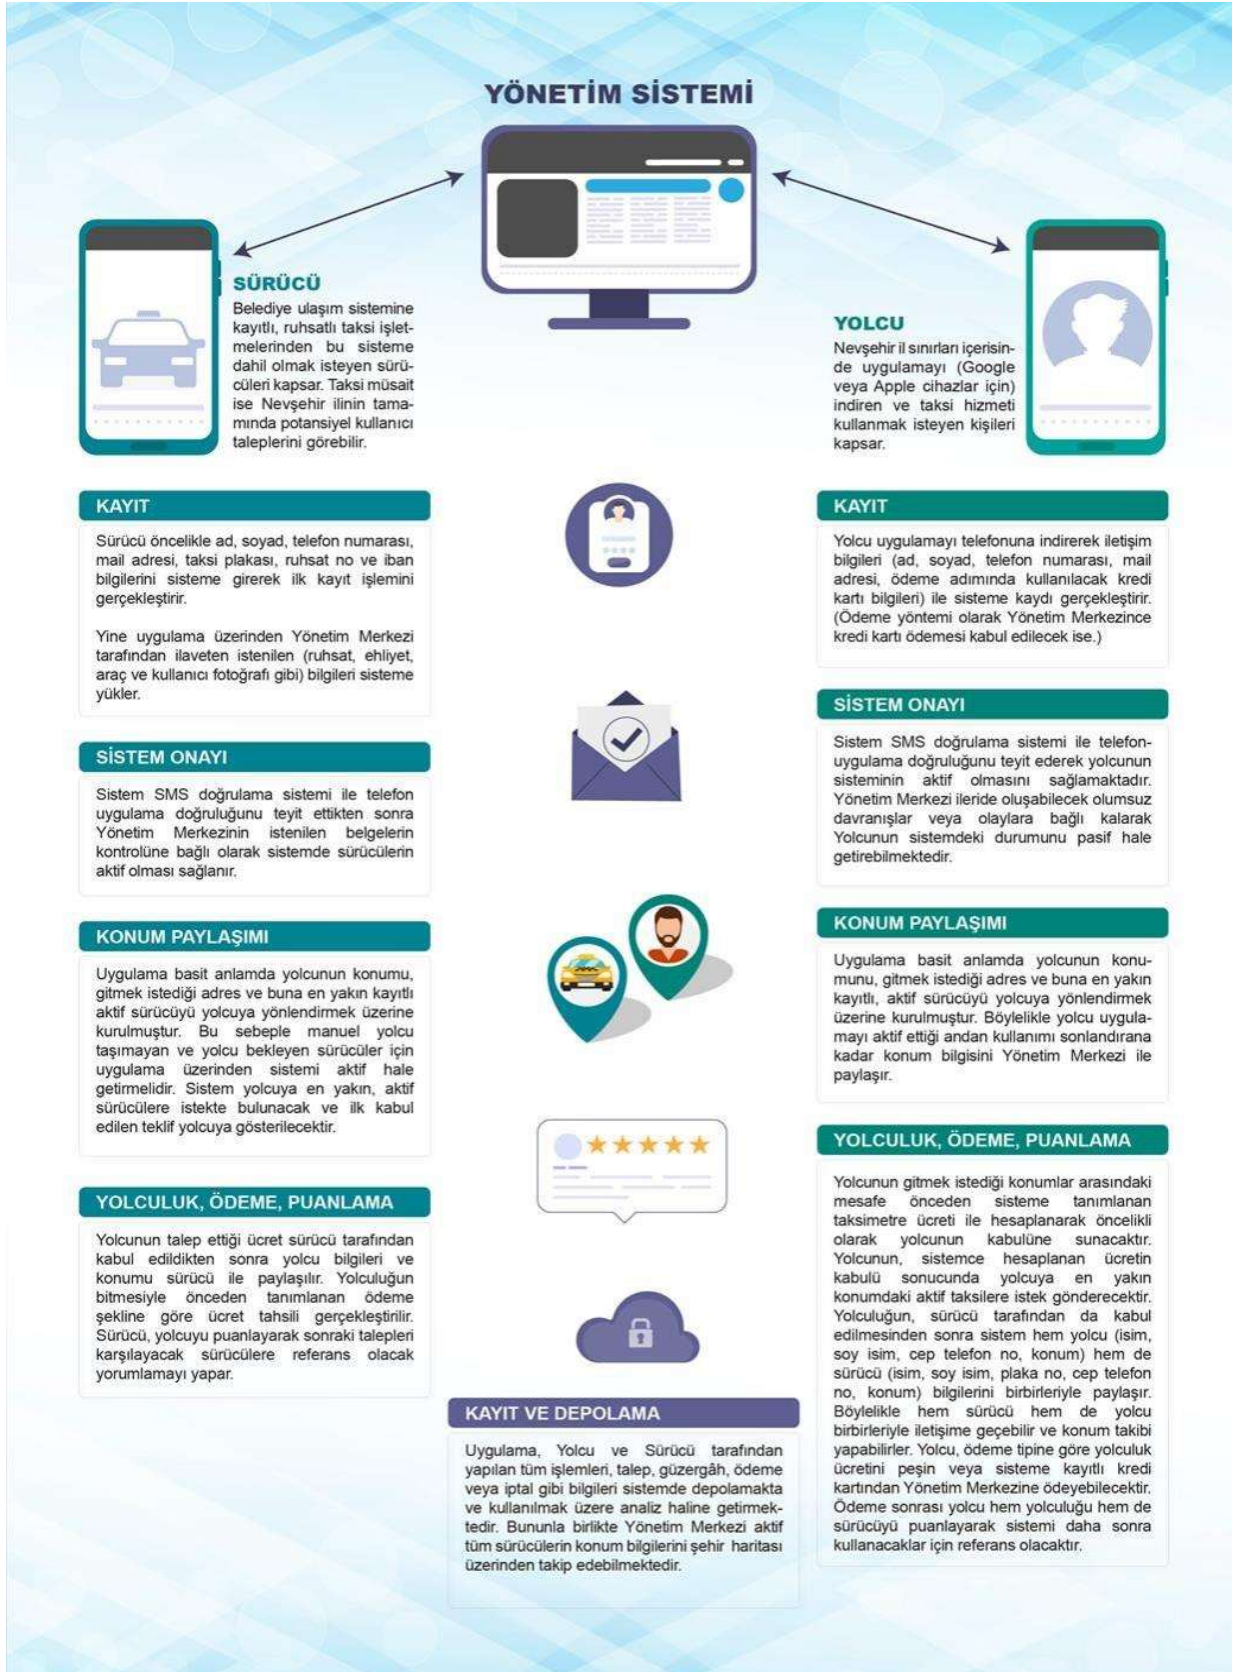 YÖNETİM SİSTEMİ
SÜRÜCÜ
Belediye ulaşım sistemine
kayıtlı, ruhsatlı taksi işlet-
melerinden bu sisteme
dahil olmak isteyen sürü-
cüleri kapsar. Taksi müsait
ise Nevşehir ilinin tama-
mında potansiyel kullanıcı
taleplerini görebilir.
YOLCU
Nevşehir il sınırları içerisin-
de uygulamayı (Google
veya Apple cihazlar için)
indiren ve taksi hizmeti
kullanmak isteyen kişileri
kapsar.
KAYIT
Sürücü öncelikle ad, soyad, telefon numarası,
mail adresi, taksi plakası, ruhsat no ve iban
bilgilerini sisteme girerek ilk kayıt işlemini
gerçekleştirir.
Yine uygulama üzerinden Yönetim Merkezi
tarafından ilaveten istenilen (ruhsat, ehliyet,
araç ve kullanıcı fotoğrafı gibi) bilgileri sisteme
yükler.
SİSTEM ONAYI
Sistem SMS doğrulama sistemi ile telefon
uygulama doğruluğunu teyit ettikten sonra
Yönetim Merkezinin istenilen belgelerin
kontrolüne bağlı olarak sistemde sürücülerin
aktif olması sağlanır.
KONUM PAYLAŞIMI
Uygulama basit anlamda yolcunun konumu,
gitmek istediği adres ve buna en yakın kayıtlı
aktif sürücüyü yolcuya yönlendirmek üzerine
kurulmuştur. Bu sebeple manuel yolcu
taşımayan ve yolcu bekleyen sürücüler için
uygulama üzerinden sistemi aktif hale
getirmelidir. Sistem yolcuya en yakın, aktif
sürücülere istekte bulunacak ve ilk kabul
edilen teklif yolcuya gösterilecektir.
YOLCULUK, ÖDEME, PUANLAMA
Yolcunun talep ettiği ücret sürücü tarafından
kabul edildikten sonra yolcu bilgileri ve
konumu sürücü ile paylaşılır. Yolculuğun
bitmesiyle önceden tanımlanan ödeme
şekline göre ücret tahsili gerçekleştirilir.
Sürücü, yolcuyu puanlayarak sonraki talepleri
karşılayacak sürücülere referans olacak
yorumlamayı yapar.
KAYIT
Yolcu uygulamayı telefonuna indirerek iletişim
bilgileri (ad, soyad, telefon numarası, mail
adresi, ödeme adımında kullanılacak kredi
kartı bilgileri) ile sisteme kaydı gerçekleştirir.
(Ödeme yöntemi olarak Yönetim Merkezince
kredi kartı ödemesi kabul edilecek ise.)
SİSTEM ONAYI
Sistem SMS doğrulama sistemi ile telefon-
uygulama doğruluğunu teyit ederek yolcunun
sisteminin aktif olmasını sağlamaktadır.
Yönetim Merkezi ileride oluşabilecek olumsuz
davranışlar veya olaylara bağlı kalarak
Yolcunun sistemdeki durumunu pasif hale
getirebilmektedir.
KONUM PAYLAŞIMI
Uygulama basit anlamda yolcunun konu-
munu, gitmek istediği adres ve buna en yakın
kayıtlı, aktif sürücüyü yolcuya yönlendirmek
üzerine kurulmuştur. Böylelikle yolcu uygula-
mayı aktif ettiği andan kullanımı sonlandırana
kadar konum bilgisini Yönetim Merkezi ile
paylaşır.
YOLCULUK, ÖDEME, PUANLAMA
Yolcunun gitmek istediği konumlar arasındaki
mesafe önceden sisteme tanımlanan
taksimetre ücreti ile hesaplanarak öncelikli
olarak yolcunun kabulüne sunacaktır.
Yolcunun, sistemce hesaplanan ücretin
kabulü sonucunda yolcuya en yakın
konumdaki aktif taksilere istek gönderecektir.
Yolculuğun, sürücü tarafından da kabul
edilmesinden sonra sistem hem yolcu (isim,
soy isim, cep telefon no, konum) hem de
sürücü (isim, soy isim, plaka no, cep telefon
no, konum) bilgilerini birbirleriyle paylaşır.
Böylelikle hem sürücü hem de yolcu
birbirleriyle iletişime geçebilir ve konum takibi
yapabilirler. Yolcu, ödeme tipine göre yolculuk
ücretini peşin veya sisteme kayıtlı kredi
kartından Yönetim Merkezine ödeyebilecektir.
Ödeme sonrası yolcu hem yolculuğu hem de
sürücüyü puanlayarak sistemi daha sonra
kullanacaklar için referans olacaktır.
KAYIT VE DEPOLAMA
Uygulama, Yolcu ve Sürücü tarafından
yapılan tüm işlemleri, talep, güzergâh, ödeme
veya iptal gibi bilgileri sistemde depolamakta
ve kullanılmak üzere analiz haline getirmek-
tedir. Bununla birlikte Yönetim Merkezi aktif
tüm sürücülerin konum bilgilerini şehir haritası
üzerinden takip edebilmektedir.